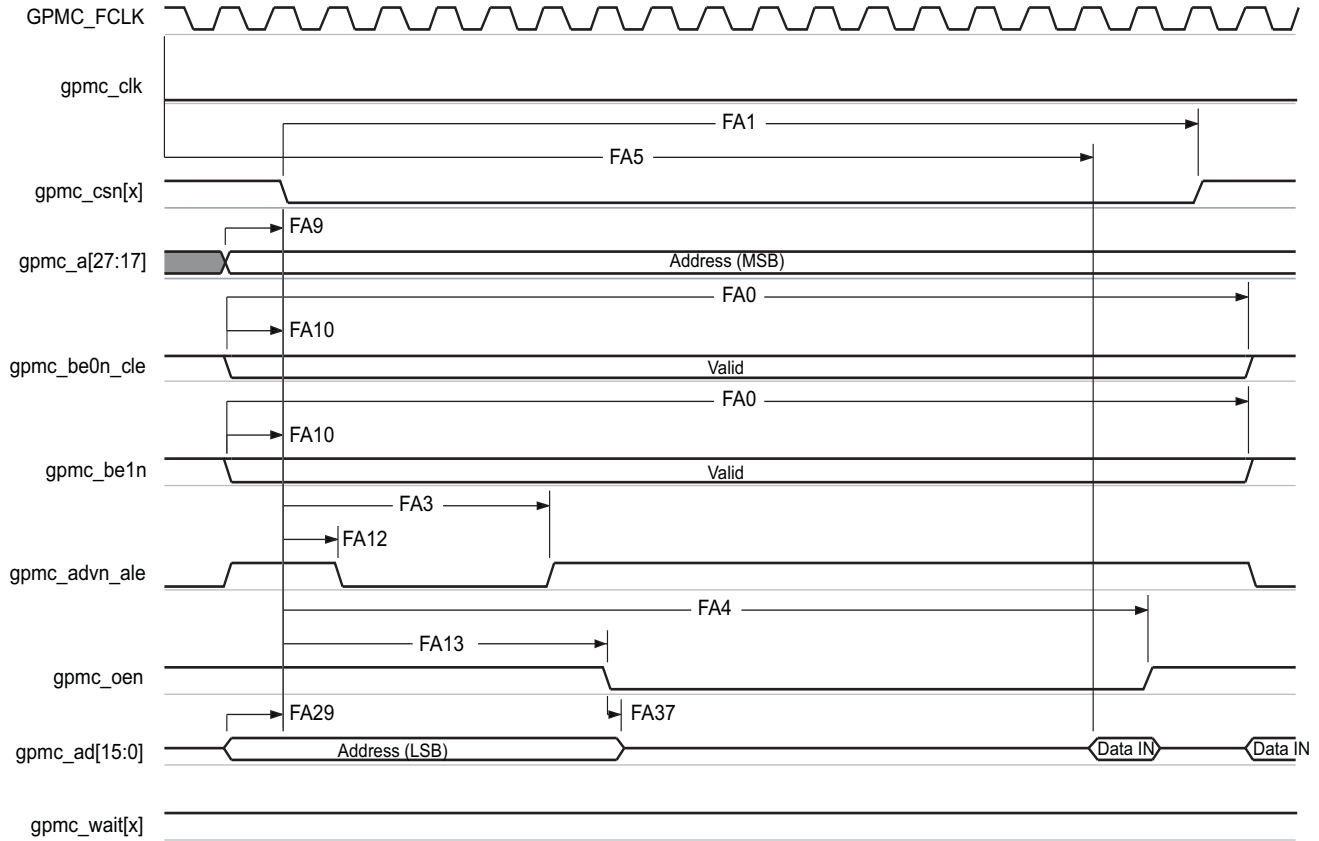 GPMC_FCLK
gpmc_clk
FA1
FA5
gpmc_csn[x]
FA9
gpmc_a[27:17]
Address (MSB)
FA0
FA10
gpmc_be0n_cle
Valid
FA0
FA10
gpmc_be1n
Valid
FA3
FA12
gpmc_advn_ale
FA4
FA13
gpmc_oen
FA29
FA37
gpmc_ad[15:0]
Address (LSB)
Data IN
Data IN
gpmc_wait[x]